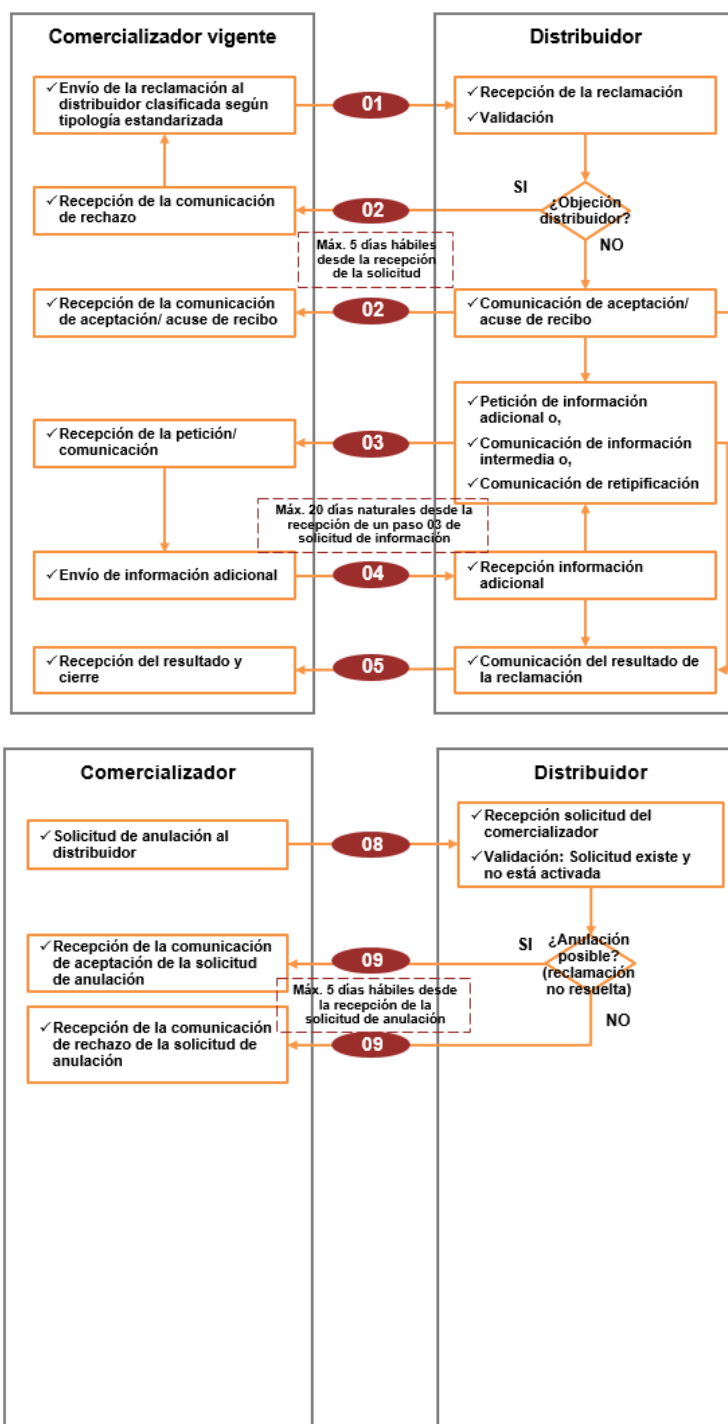 Comercializador vigente
Distribuidor
✓Envío de la reclamación al
distribuidor clasificada según
tipología estandarizada
01
✓Recepción de la reclamación
✓Validación
SI
¿Objeción
distribuidor?
✓Recepción de la comunicación
de rechazo
02
NO
Máx. 5 días hábiles
desde la recepción
de la solicitud
✓Recepción de la comunicación
de aceptación/ acuse de recibo
02
✓Comunicación de aceptación/
acuse de recibo
✓Petición de información
adicional o,
✓Comunicación de información
intermedia o,
✓Comunicación de retipificación
✓Recepción de la petición/
comunicación
03
Máx. 20 días naturales desde la
recepción de un paso 03 de
solicitud de información
✓Envío de información adicional
04
✓Recepción información
adicional
✓Recepción del resultado y
cierre
05
✓Comunicación del resultado de
la reclamación
Comercializador
Distribuidor
✓Solicitud de anulación al
distribuidor
08
✓Recepción solicitud del
comercializador
✓Validación: Solicitud existe y
no está activada
SI
¿Anulación
posible?
(reclamación
no resuelta)
✓Recepción de la comunicación
de aceptación de la solicitud
de anulación
09
Máx. 5 días hábiles desde
la recepción de la
solicitud de anulación
NO
✓Recepción de la comunicación
de rechazo de la solicitud de
anulación
09